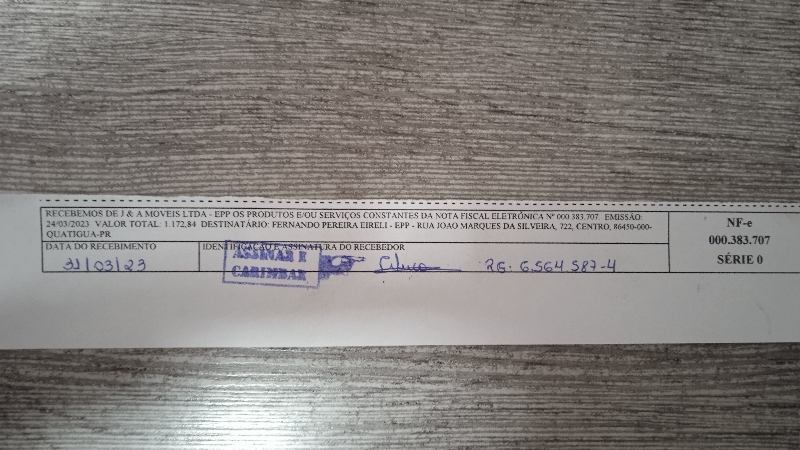 RECEBEMOS DE J & A MOVEIS LTDA - EPP OS PRODUTOS E/OU SERVIÇOS CONSTANTES DA NOTA FISCAL ELETRÔNICA Nº 000.383.707 EMISSÃO:
24/03/2023 VALOR TOTAL: 1.172,84 DESTINATÁRIO: FERNANDO PEREIRA EIRELI - EPP - RUA JOAO MARQUES DA SILVEIRA, 722, CENTRO, 86450-000-
QUATIGUA-PR
DATA DO RECEBIMENTO
31/03/23
IDENTIFICAÇÃO E ASSINATURA DO RECEBEDOR
ASSINAR E
CARIMBAR
RG: 6.564.587-4
NF-e
000.383.707
SÉRIE 0